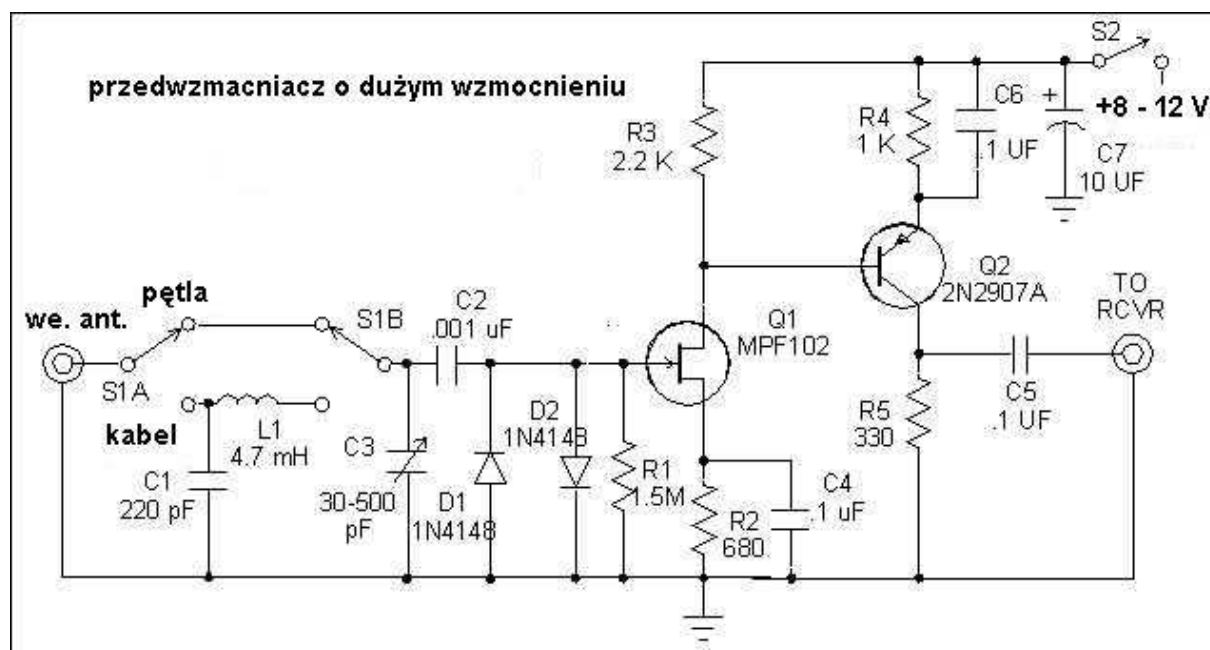 przedwzmacniacz o dużym wzmocnieniu
S2
+8 - 12 V
R3
2.2 K
R4
1 K
C6
.1 UF
+
C7
10 UF
Q2
2N2907A
TO
RCVR
we. ant.
pętla
S1A
S1B
C2
.001 uF
Q1
MPF102
kabel
L1
4.7 mH
C1
220 pF
C3
30-500
pF
D1
1N4148
D2
1N4148
R1
1.5M
R2
680
C4
.1 uF
R5
330
C5
.1 UF